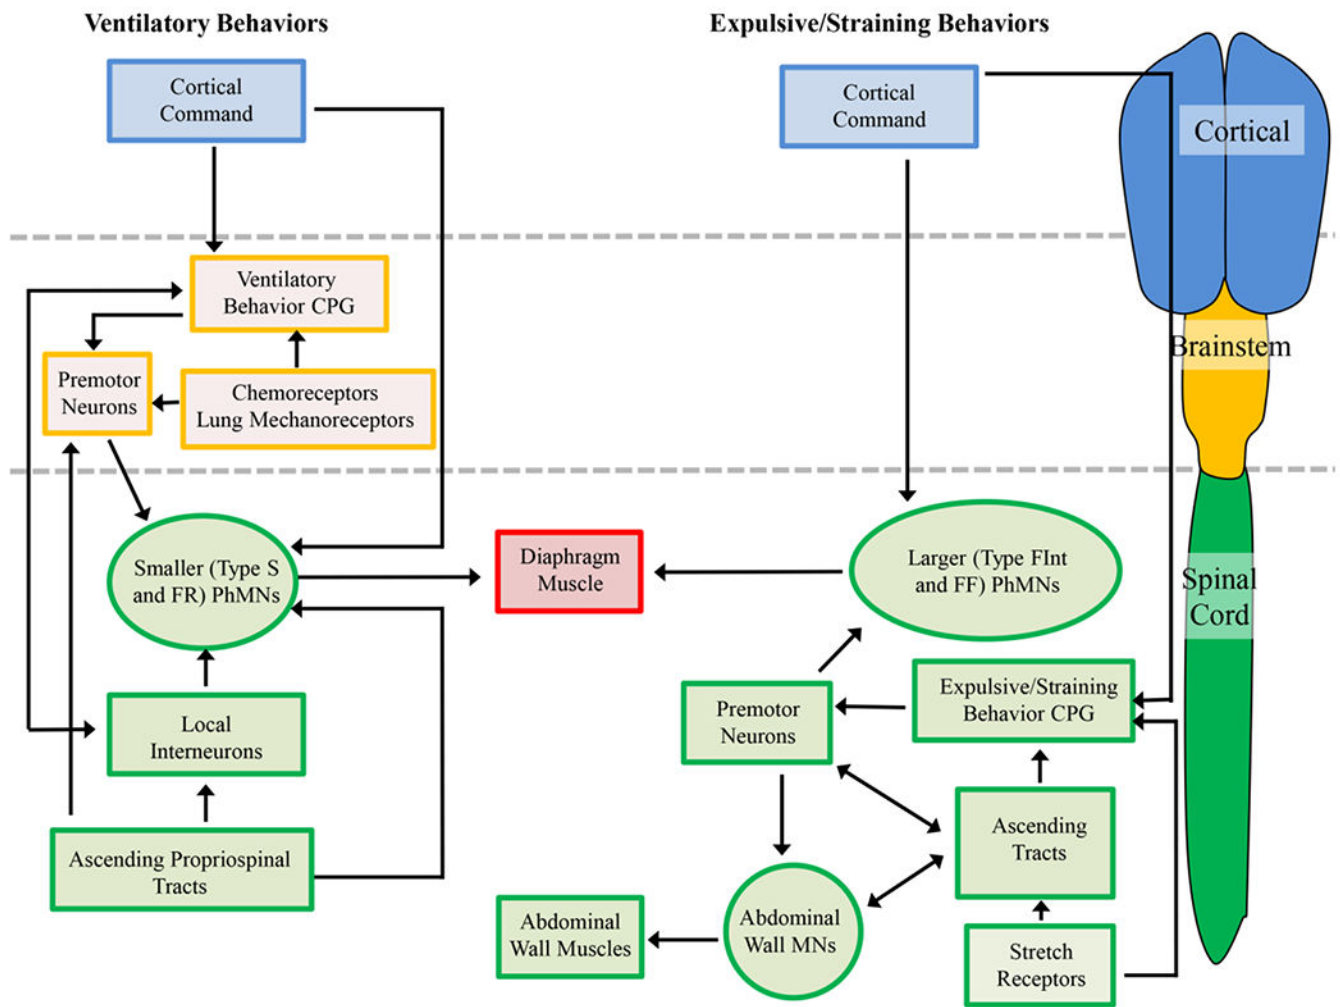 Ventilatory Behaviors
Expulsive/Straining Behaviors
Cortical
Command
Cortical
Command
Cortical
Ventilatory
Behavior CPG
Premotor
Neurons
Chemoreceptors
Lung Mechanoreceptors
Brainstem
Smaller (Type S
and FR) PhMNs
Diaphragm
Muscle
Larger (Type FInt
and FF) PhMNs
Spinal
Cord
Local
Interneurons
Premotor
Neurons
Expulsive/Straining
Behavior CPG
Ascending Propriospinal
Tracts
Ascending
Tracts
Abdominal
Wall Muscles
Abdominal
Wall MNs
Stretch
Receptors